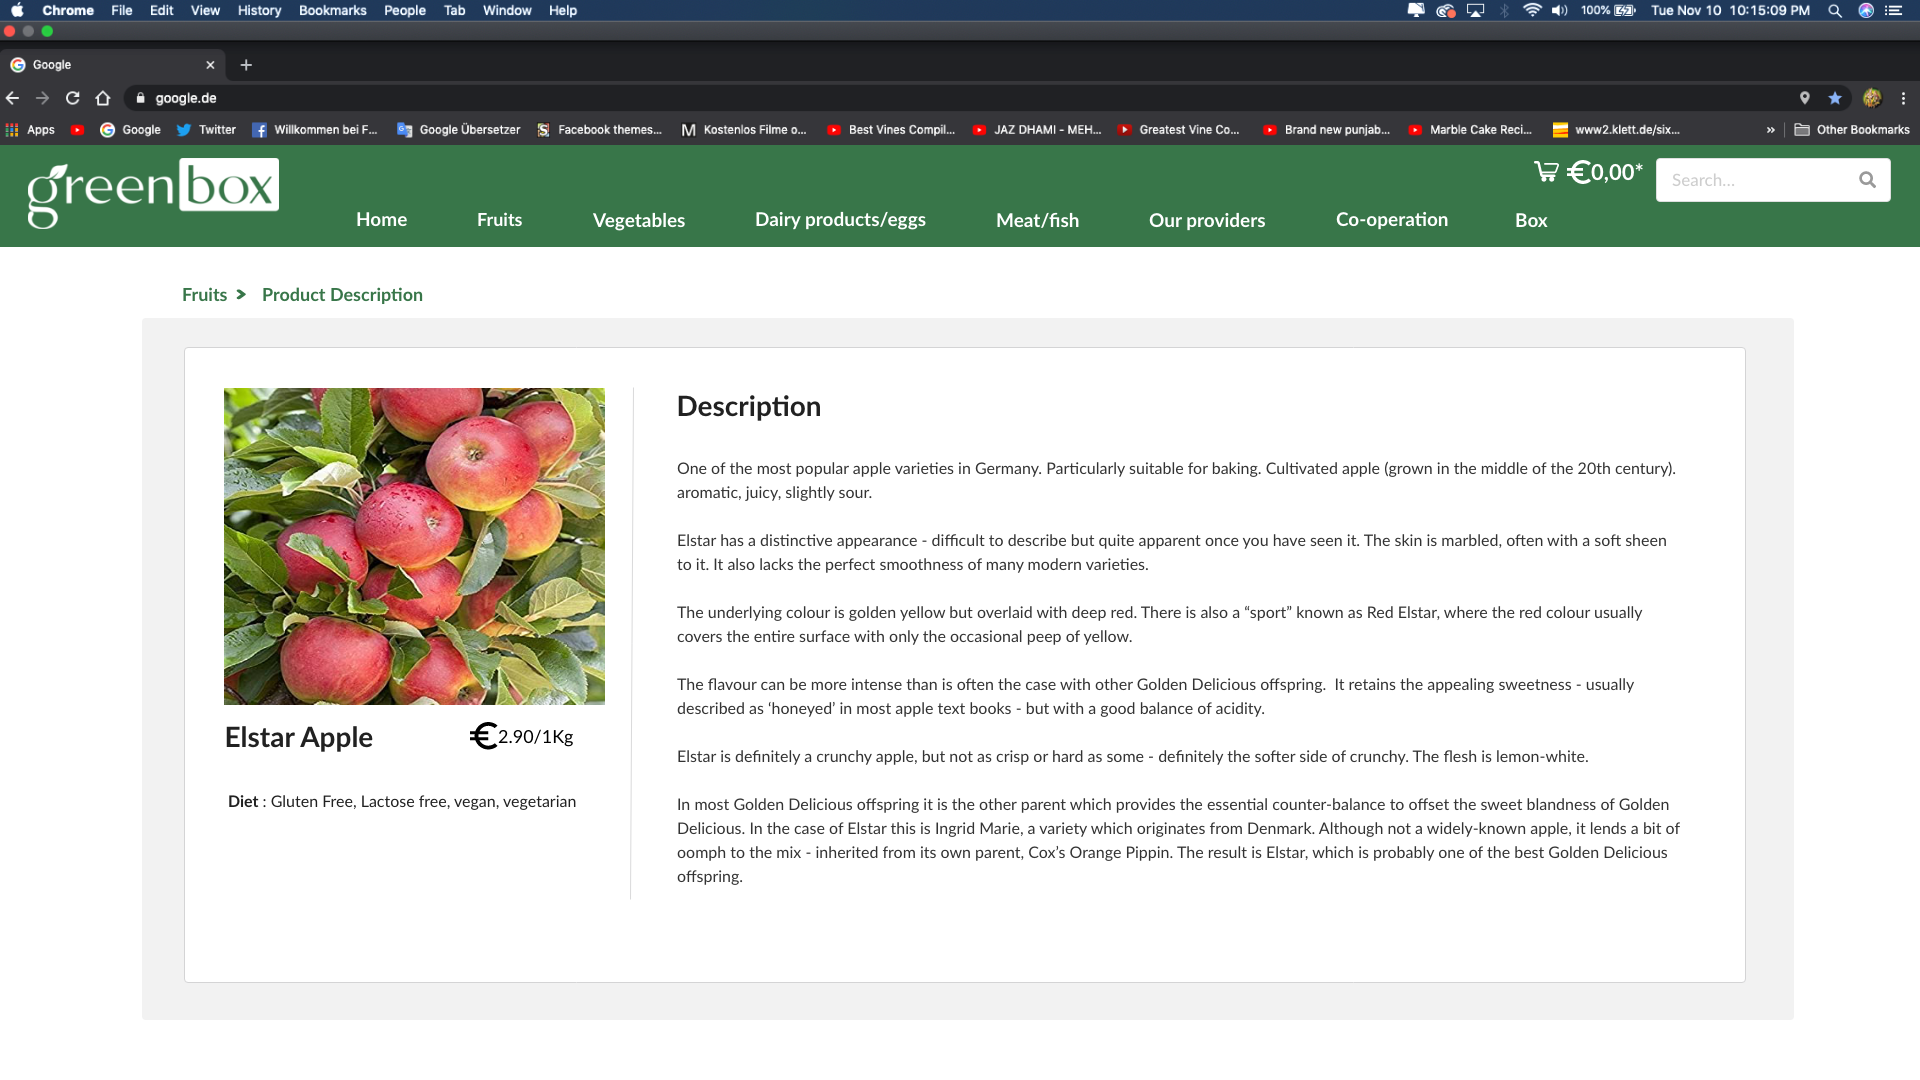 Chrome File Edit View History Bookmarks People Tab Window Help 100% Tue Nov 10 10:15:09 PM
Google
google.de
Apps Google Twitter Willkommen bei F... Google Übersetzer Facebook themes... Kostenlos Filme o... Best Vines Compil... JAZ DHAMI - MEH... Greatest Vine Co... Brand new punjab... Marble Cake Reci... www2.klett.de/six... » Other Bookmarks
greenbox
€0,00*
Search...
Home Fruits Vegetables Dairy products/eggs Meat/fish Our providers Co-operation Box
Fruits > Product Description
Elstar Apple €2.90/1Kg
Diet : Gluten Free, Lactose free, vegan, vegetarian
Description
One of the most popular apple varieties in Germany. Particularly suitable for baking. Cultivated apple (grown in the middle of the 20th century).
aromatic, juicy, slightly sour.
Elstar has a distinctive appearance - difficult to describe but quite apparent once you have seen it. The skin is marbled, often with a soft sheen
to it. It also lacks the perfect smoothness of many modern varieties.
The underlying colour is golden yellow but overlaid with deep red. There is also a “sport” known as Red Elstar, where the red colour usually
covers the entire surface with only the occasional peep of yellow.
The flavour can be more intense than is often the case with other Golden Delicious offspring.  It retains the appealing sweetness - usually
described as ‘honeyed’ in most apple text books - but with a good balance of acidity.
Elstar is definitely a crunchy apple, but not as crisp or hard as some - definitely the softer side of crunchy. The flesh is lemon-white.
In most Golden Delicious offspring it is the other parent which provides the essential counter-balance to offset the sweet blandness of Golden
Delicious. In the case of Elstar this is Ingrid Marie, a variety which originates from Denmark. Although not a widely-known apple, it lends a bit of
oomph to the mix - inherited from its own parent, Cox’s Orange Pippin. The result is Elstar, which is probably one of the best Golden Delicious
offspring.